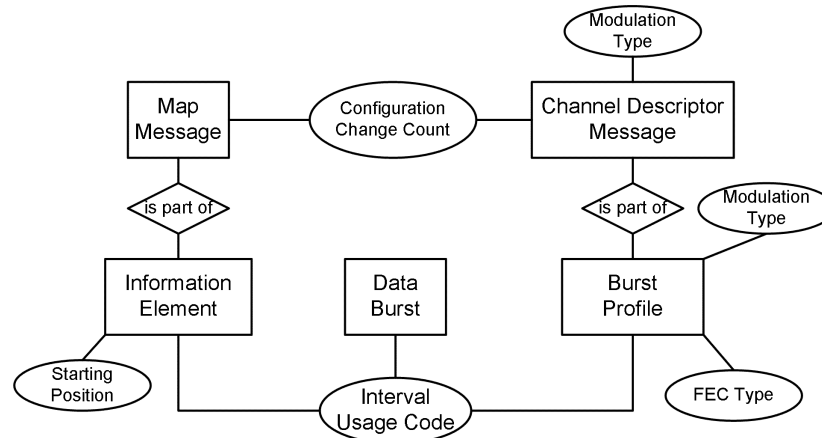 Modulation
Type
Map
Message
Configuration
Change Count
Channel Descriptor
Message
is part of
is part of
Modulation
Type
Information
Element
Data
Burst
Burst
Profile
Starting
Position
Interval
Usage Code
FEC Type